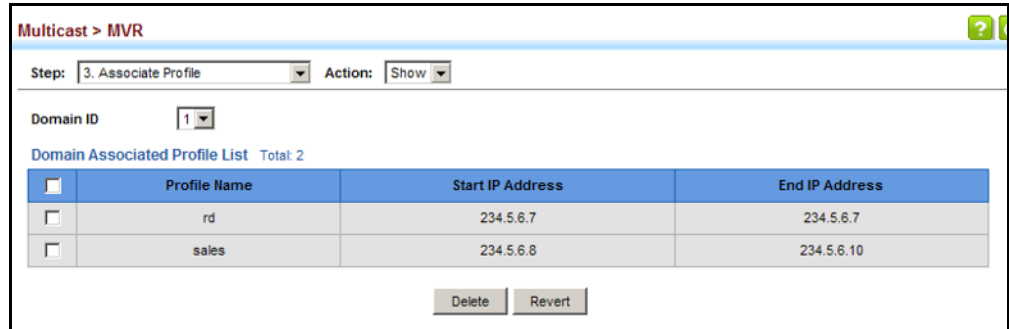 Multicast > MVR
?
Step: 3. Associate Profile Action: Show
Domain ID 1
Domain Associated Profile List Total: 2
Profile Name Start IP Address End IP Address
rd 234.5.6.7 234.5.6.7
sales 234.5.6.8 234.5.6.10
Delete Revert